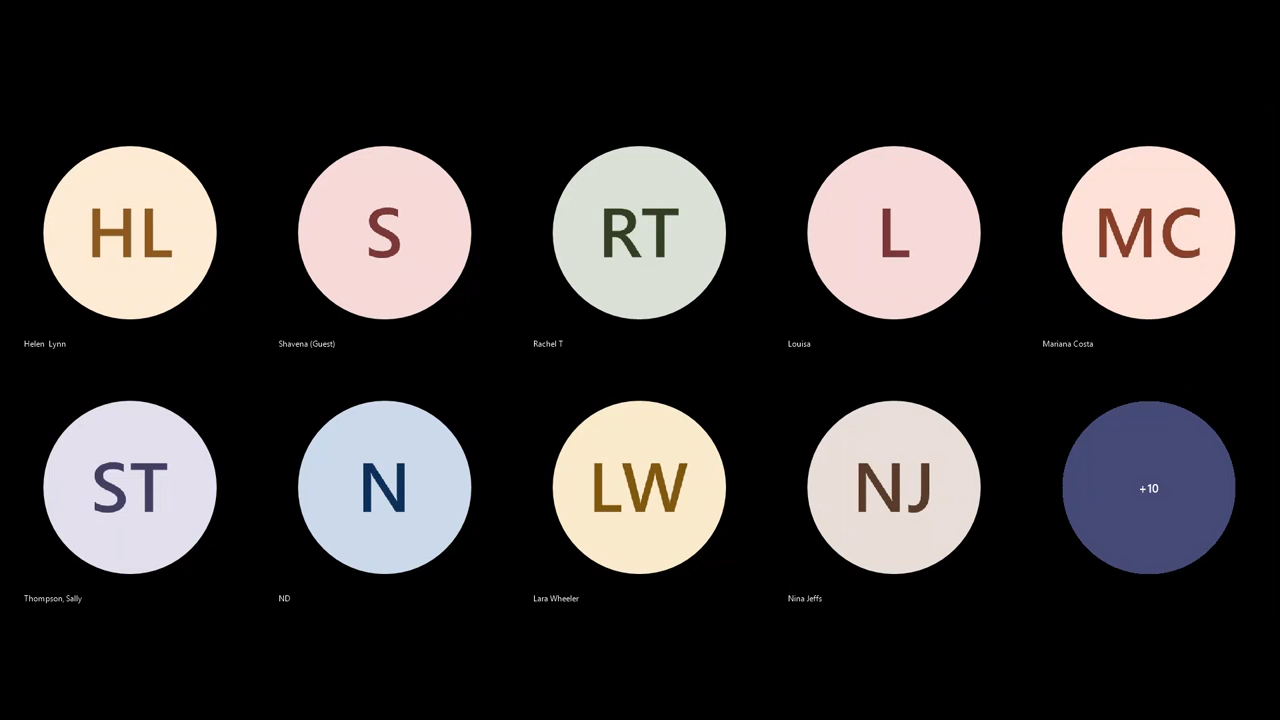 HL
S
RT
L
MC
Helen Lynn
Shavena (Guest)
Rachel T
Louisa
Mariana Costa
ST
N
LW
NJ
+10
Thompson, Sally
ND
Lara Wheeler
Nina Jeffs